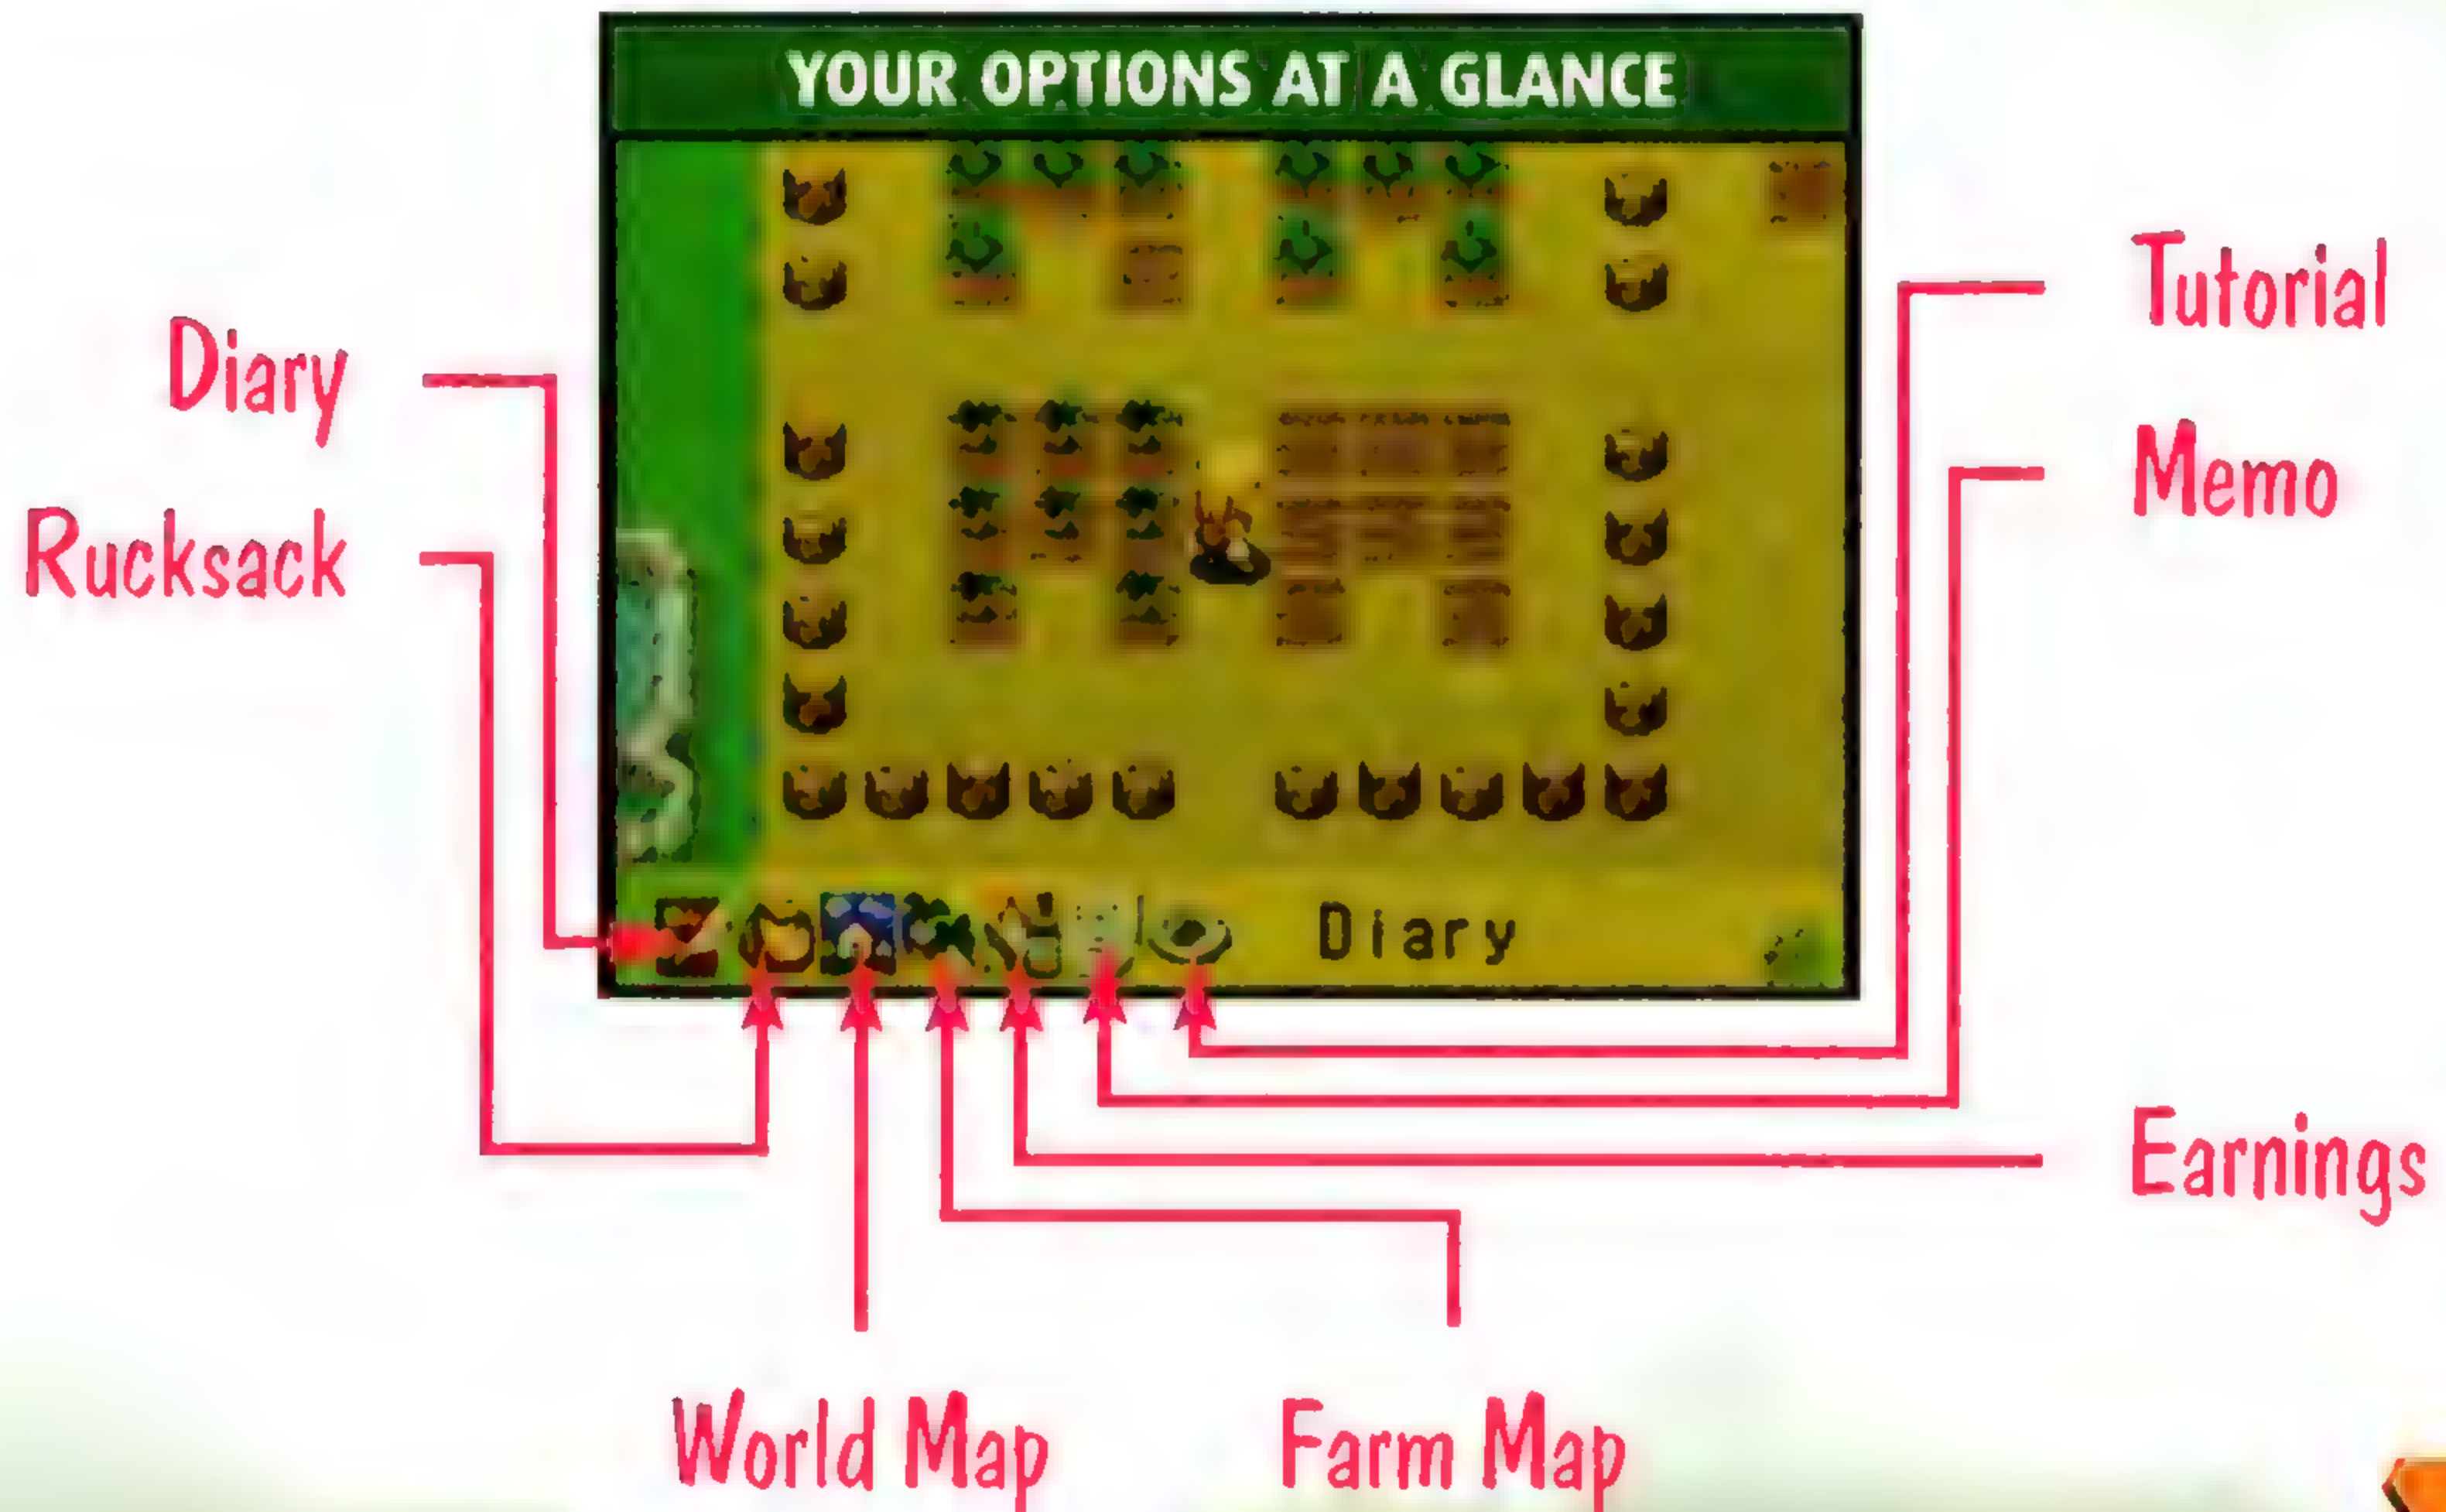 YOUR OPTIONS AT A GLANCE
Tutorial
Diary
Memo
Rucksack
Diary
Earnings
World Map
Farm Map